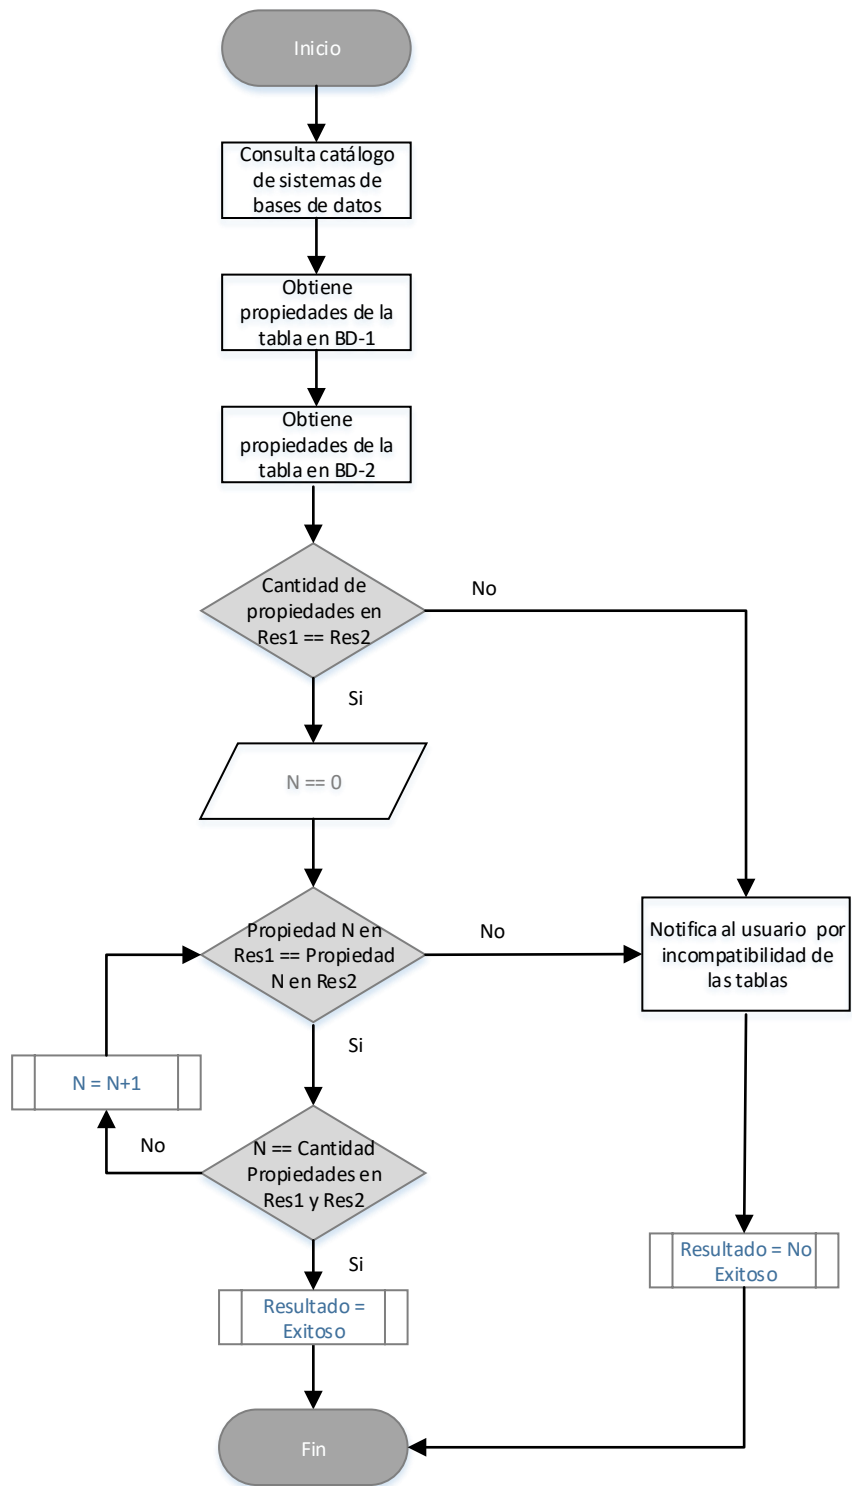 Inicio
Consulta catálogo
de sistemas de
bases de datos
Obtiene
propiedades de la
tabla en BD-1
Obtiene
propiedades de la
tabla en BD-2
Cantidad de
propiedades en
Res1 == Res2
No
Si
N == 0
Propiedad N en
Res1 == Propiedad
N en Res2
No
Notifica al usuario por
incompatibilidad de
las tablas
Si
N = N+1
No
N == Cantidad
Propiedades en
Res1 y Res2
Si
Resultado = No
Exitoso
Resultado =
Exitoso
Fin